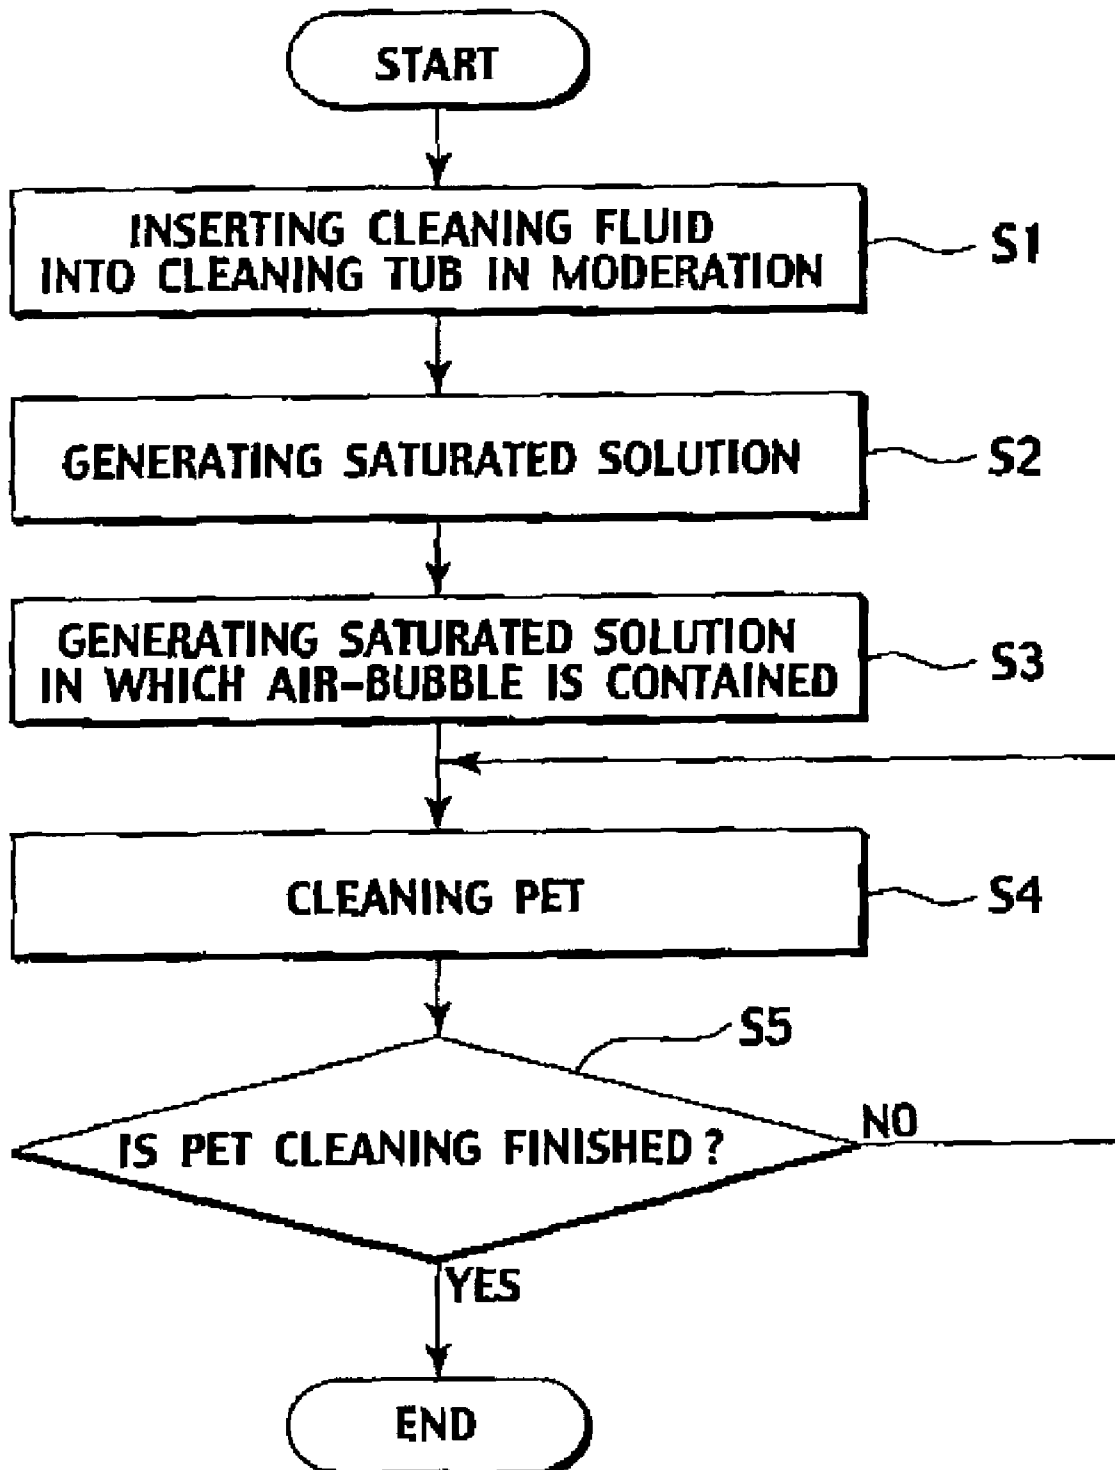 START
INSERTING CLEANING FLUID
INTO CLEANING TUB IN MODERATION
S1
GENERATING SATURATED SOLUTION
S2
GENERATING SATURATED SOLUTION
IN WHICH AIR-BUBBLE IS CONTAINED
S3
CLEANING PET
S4
S5
IS PET CLEANING FINISHED?
NO
YES
END